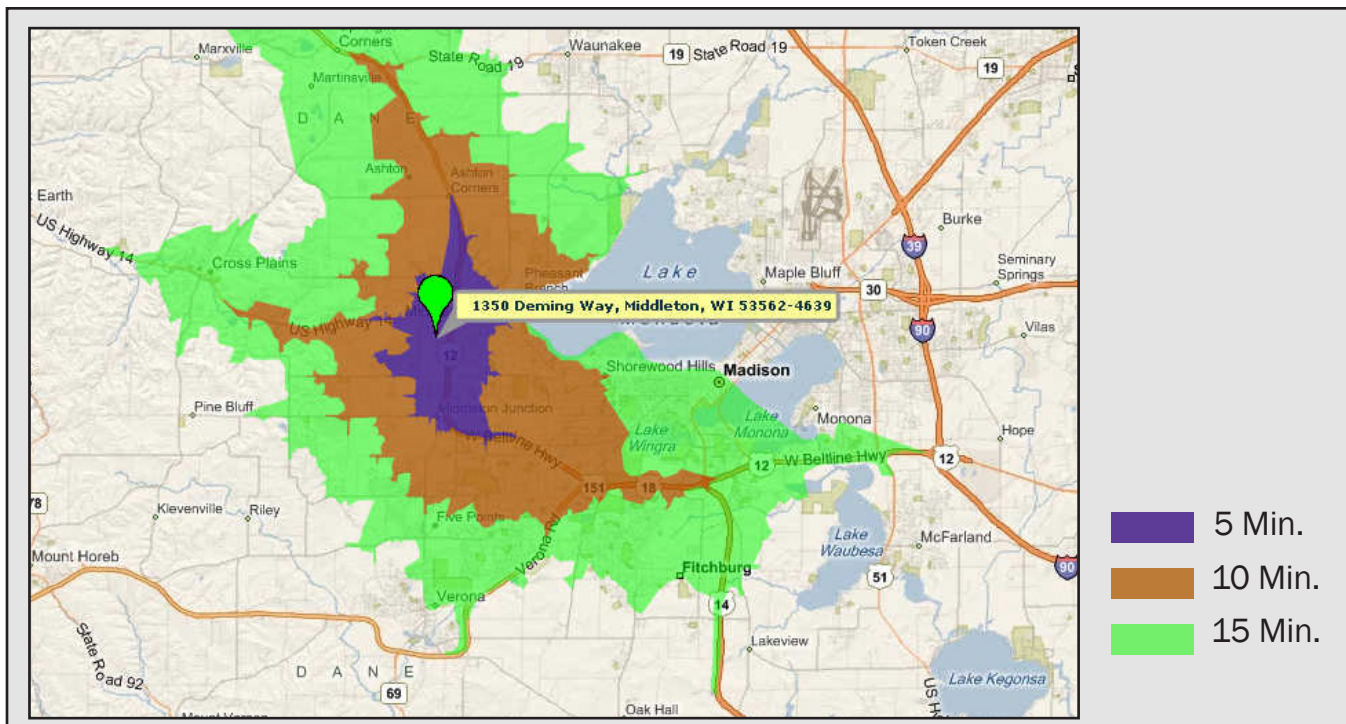 Marxville
Corners
Waunakee
Token Creek
State Road 19
19
State Road 19
19
Martinsville
D A N E
Ashton
Ashton
Corners
Earth
US Highway 14
Burke
39
Cross Plains
Pheasant
Branch
Lake
Maple Bluff
Seminary
Springs
30
1350 Deming Way, Middleton, WI 53562-4639
US Highway 14
90
Vilas
12
Shorewood Hills
Madison
Pine Bluff
Middleton Junction
Lake
Wingra
Lake
Monona
Monona
Hope
W Beltline Hwy
12
W Beltline Hwy
12
151
18
78
Klevenville
Riley
Five Points
Verona Rd
Lake
Waubesa
McFarland
Mount Horeb
Fitchburg
51
90
Verona
14
State Road 92
D A N E
69
Lakeview
US H
Lake Kegonsa
Oak Hall
5 Min.
10 Min.
15 Min.